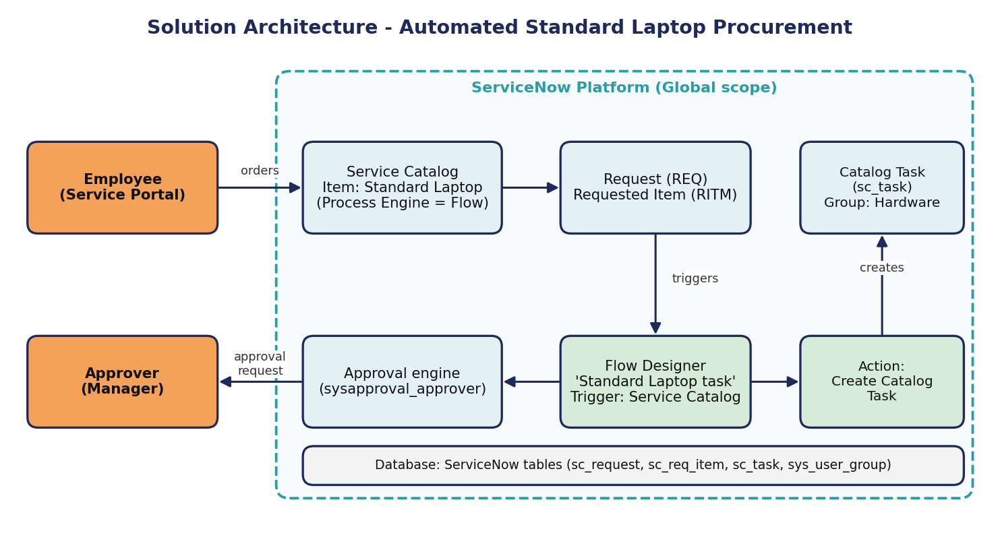 Solution Architecture - Automated Standard Laptop Procurement
ServiceNow Platform (Global scope)
Employee
(Service Portal)
orders
Service Catalog
Item: Standard Laptop
(Process Engine = Flow)
Request (REQ)
Requested Item (RITM)
Catalog Task
(sc_task)
Group: Hardware
triggers
creates
Approver
(Manager)
approval
request
Approval engine
(sysapproval_approver)
Flow Designer
'Standard Laptop task'
Trigger: Service Catalog
Action:
Create Catalog
Task
Database: ServiceNow tables (sc_request, sc_req_item, sc_task, sys_user_group)